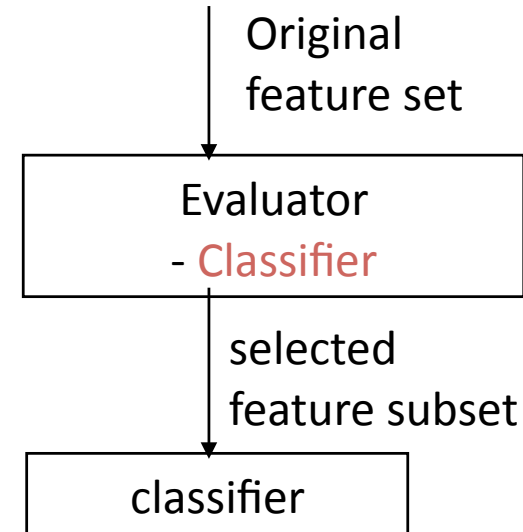 Original
feature set
Evaluator
- Classifier
selected
feature subset
classifier